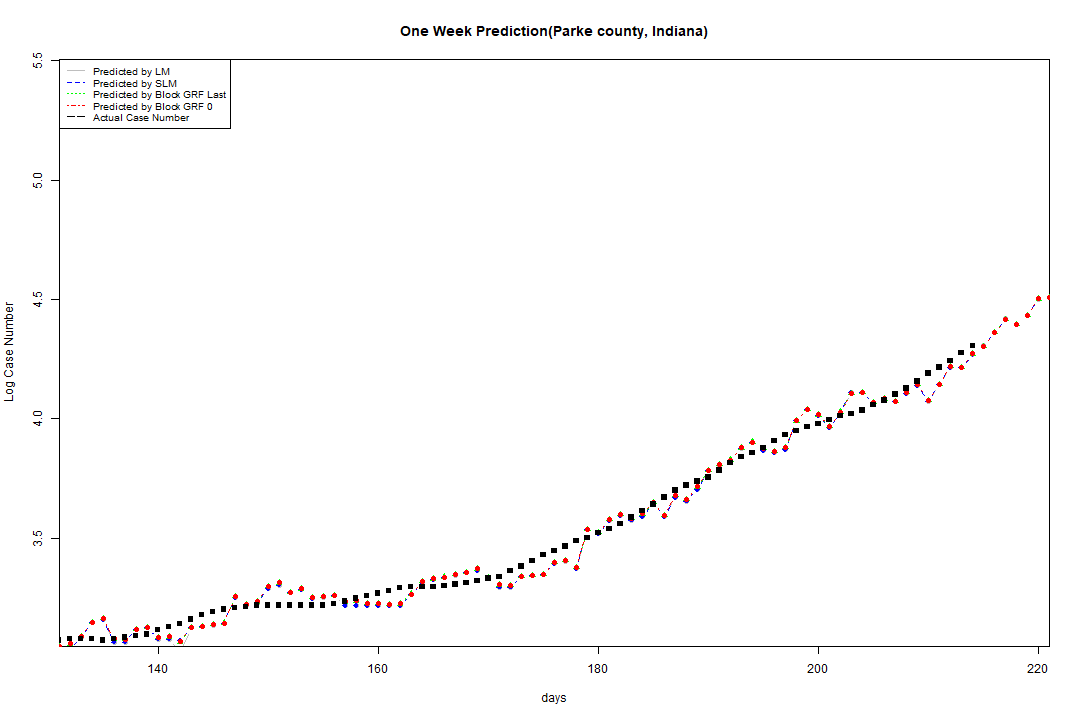 One Week Prediction(Parke county, Indiana)
5.5
Predicted by LM
Predicted by SLM
Predicted by Block GRF Last
Predicted by Block GRF 0
Actual Case Number
5.0
4.5
Log Case Number
4.0
3.5
140 160 180 200 220
days